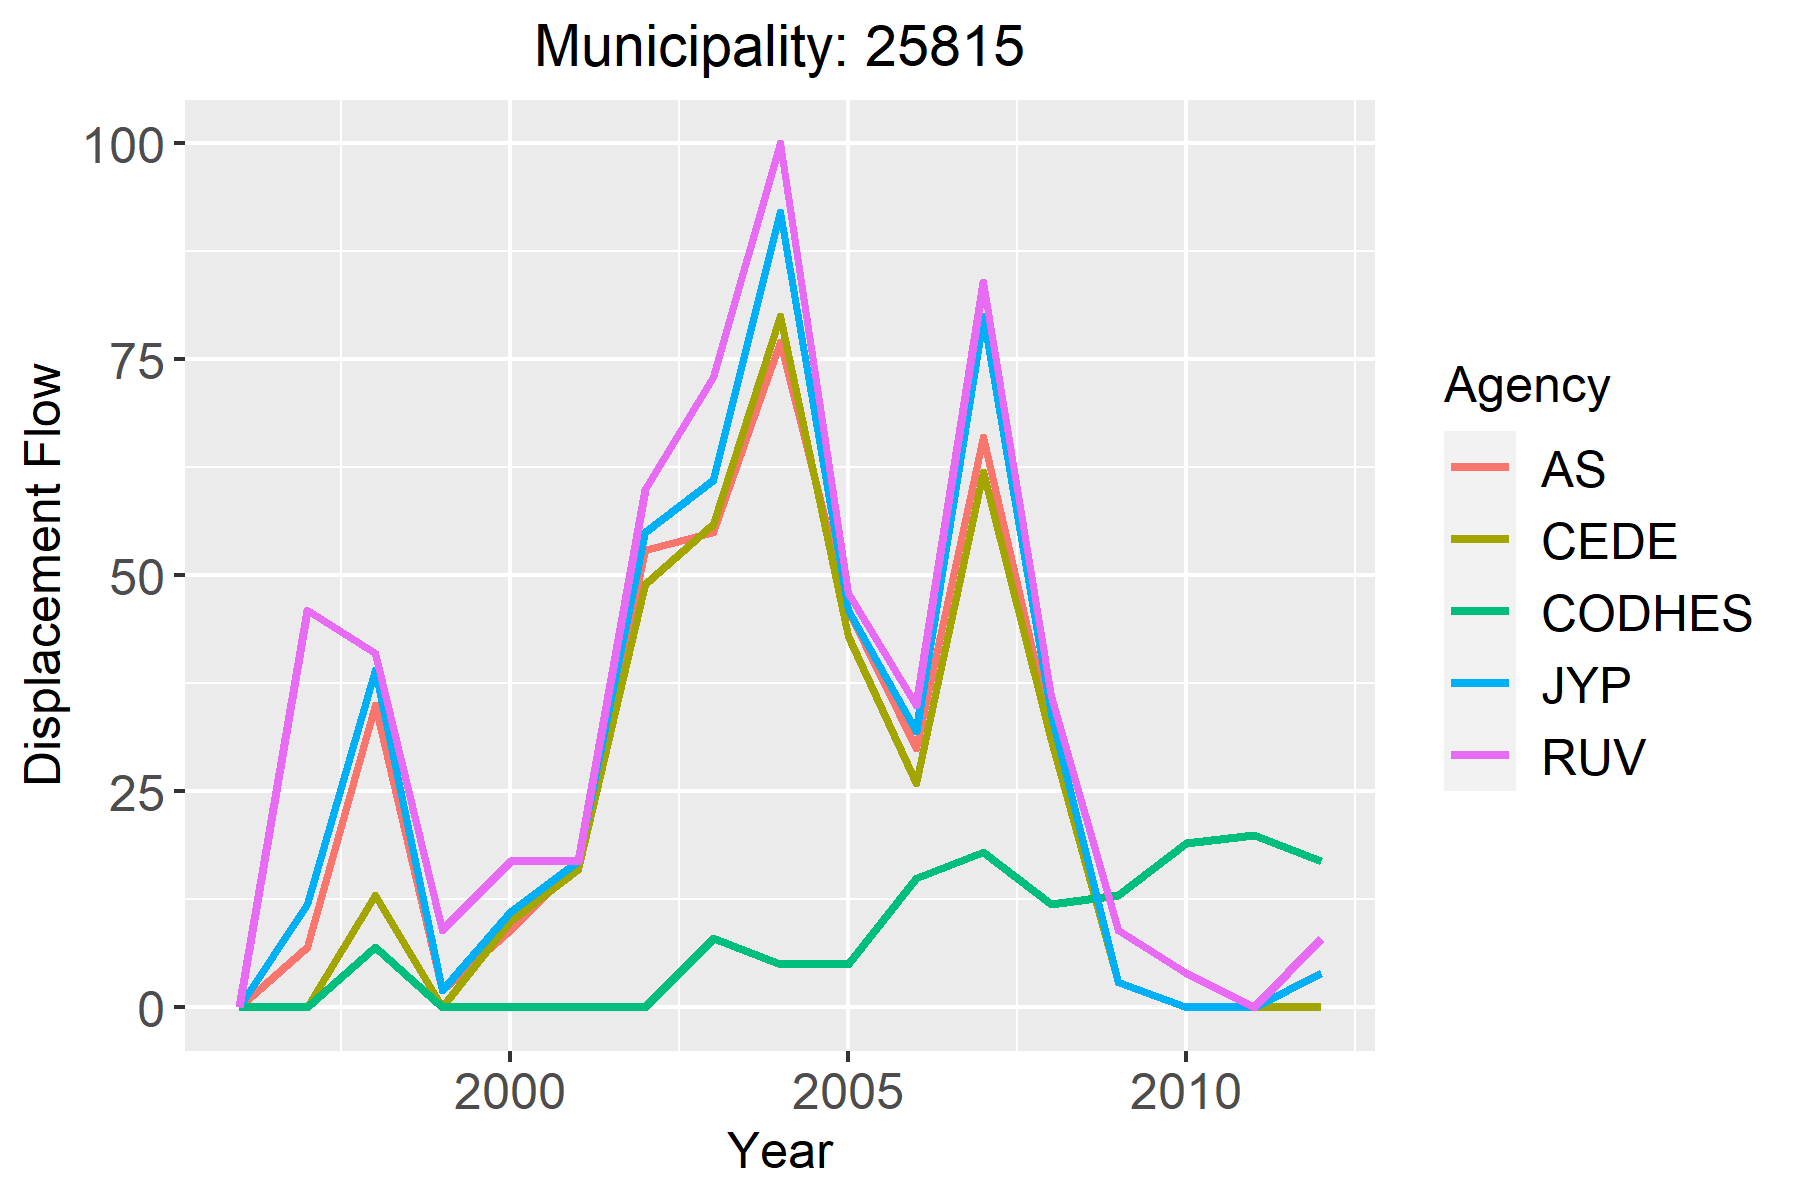 Municipality: 25815
100
75
50
25
0
Displacement Flow
2000 2005 2010
Year
Agency
AS
CEDE
CODHES
JYP
RUV